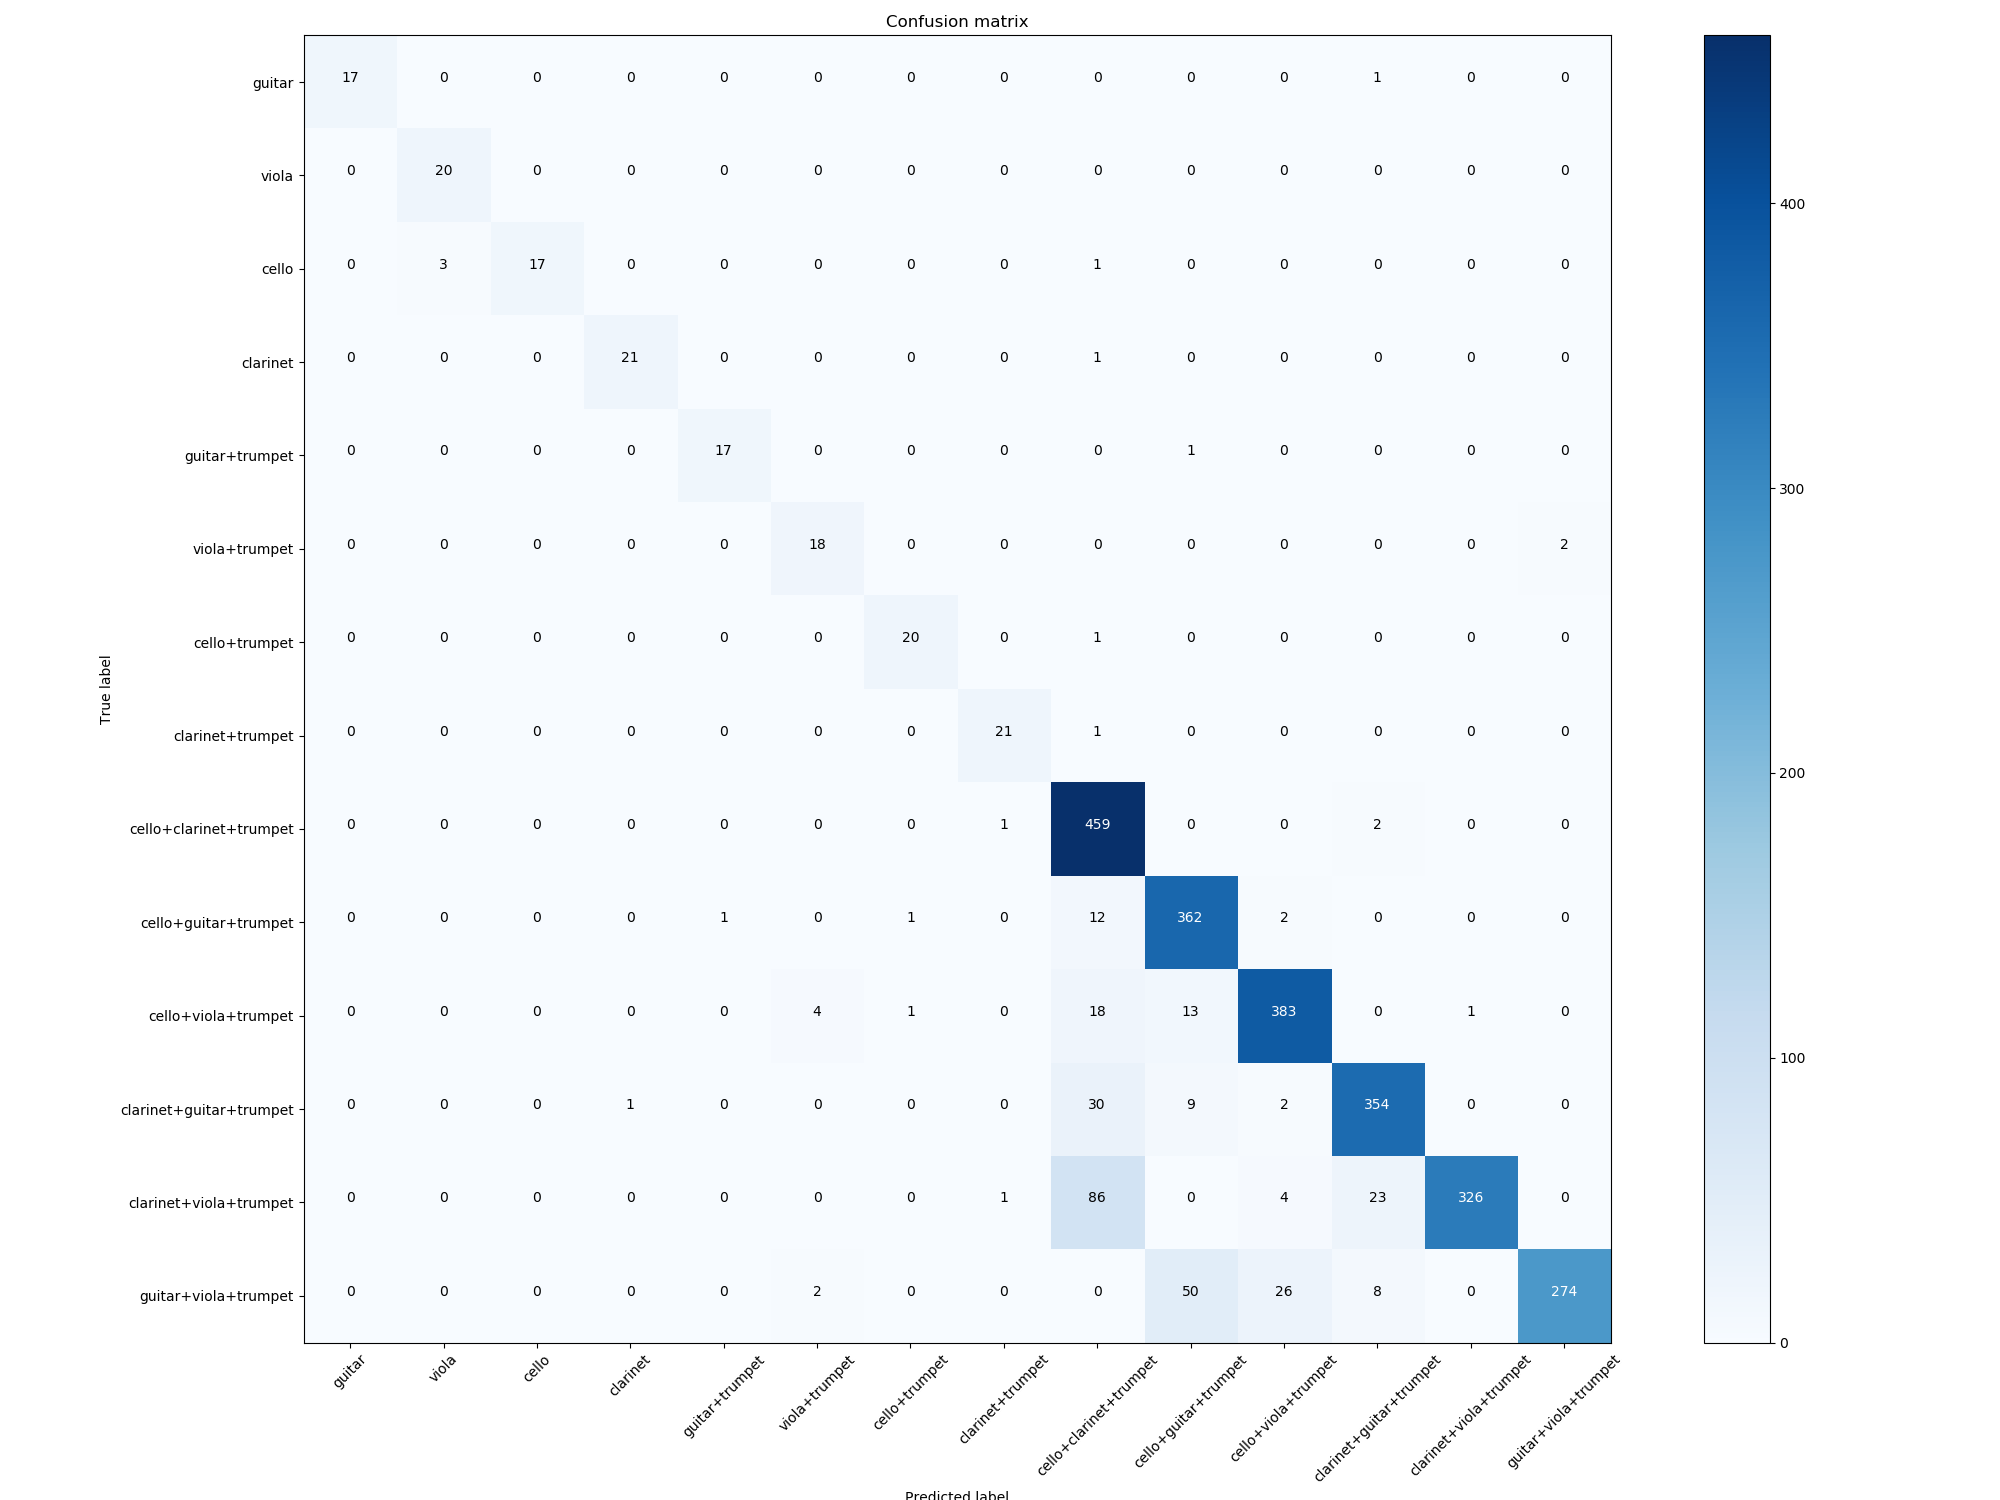 Confusion matrix
guitar 17 0 0 0 0 0 0 0 0 0 0 1 0 0
viola 0 20 0 0 0 0 0 0 0 0 0 0 0 0
cello 0 3 17 0 0 0 0 0 1 0 0 0 0 0
clarinet 0 0 0 21 0 0 0 0 1 0 0 0 0 0
guitar+trumpet 0 0 0 0 17 0 0 0 0 1 0 0 0 0
viola+trumpet 0 0 0 0 0 18 0 0 0 0 0 0 0 2
cello+trumpet 0 0 0 0 0 0 20 0 1 0 0 0 0 0
clarinet+trumpet 0 0 0 0 0 0 0 21 1 0 0 0 0 0
cello+clarinet+trumpet 0 0 0 0 0 0 0 1 459 0 0 2 0 0
cello+guitar+trumpet 0 0 0 0 1 0 1 0 12 362 2 0 0 0
cello+viola+trumpet 0 0 0 0 0 4 1 0 18 13 383 0 1 0
clarinet+guitar+trumpet 0 0 0 1 0 0 0 0 30 9 2 354 0 0
clarinet+viola+trumpet 0 0 0 0 0 0 0 1 86 0 4 23 326 0
guitar+viola+trumpet 0 0 0 0 0 2 0 0 0 50 26 8 0 274
True label
guitar
viola
cello
clarinet
guitar+trumpet
viola+trumpet
cello+trumpet
clarinet+trumpet
cello+clarinet+trumpet
cello+guitar+trumpet
cello+viola+trumpet
clarinet+guitar+trumpet
clarinet+viola+trumpet
guitar+viola+trumpet
Predicted label
400
300
200
100
0